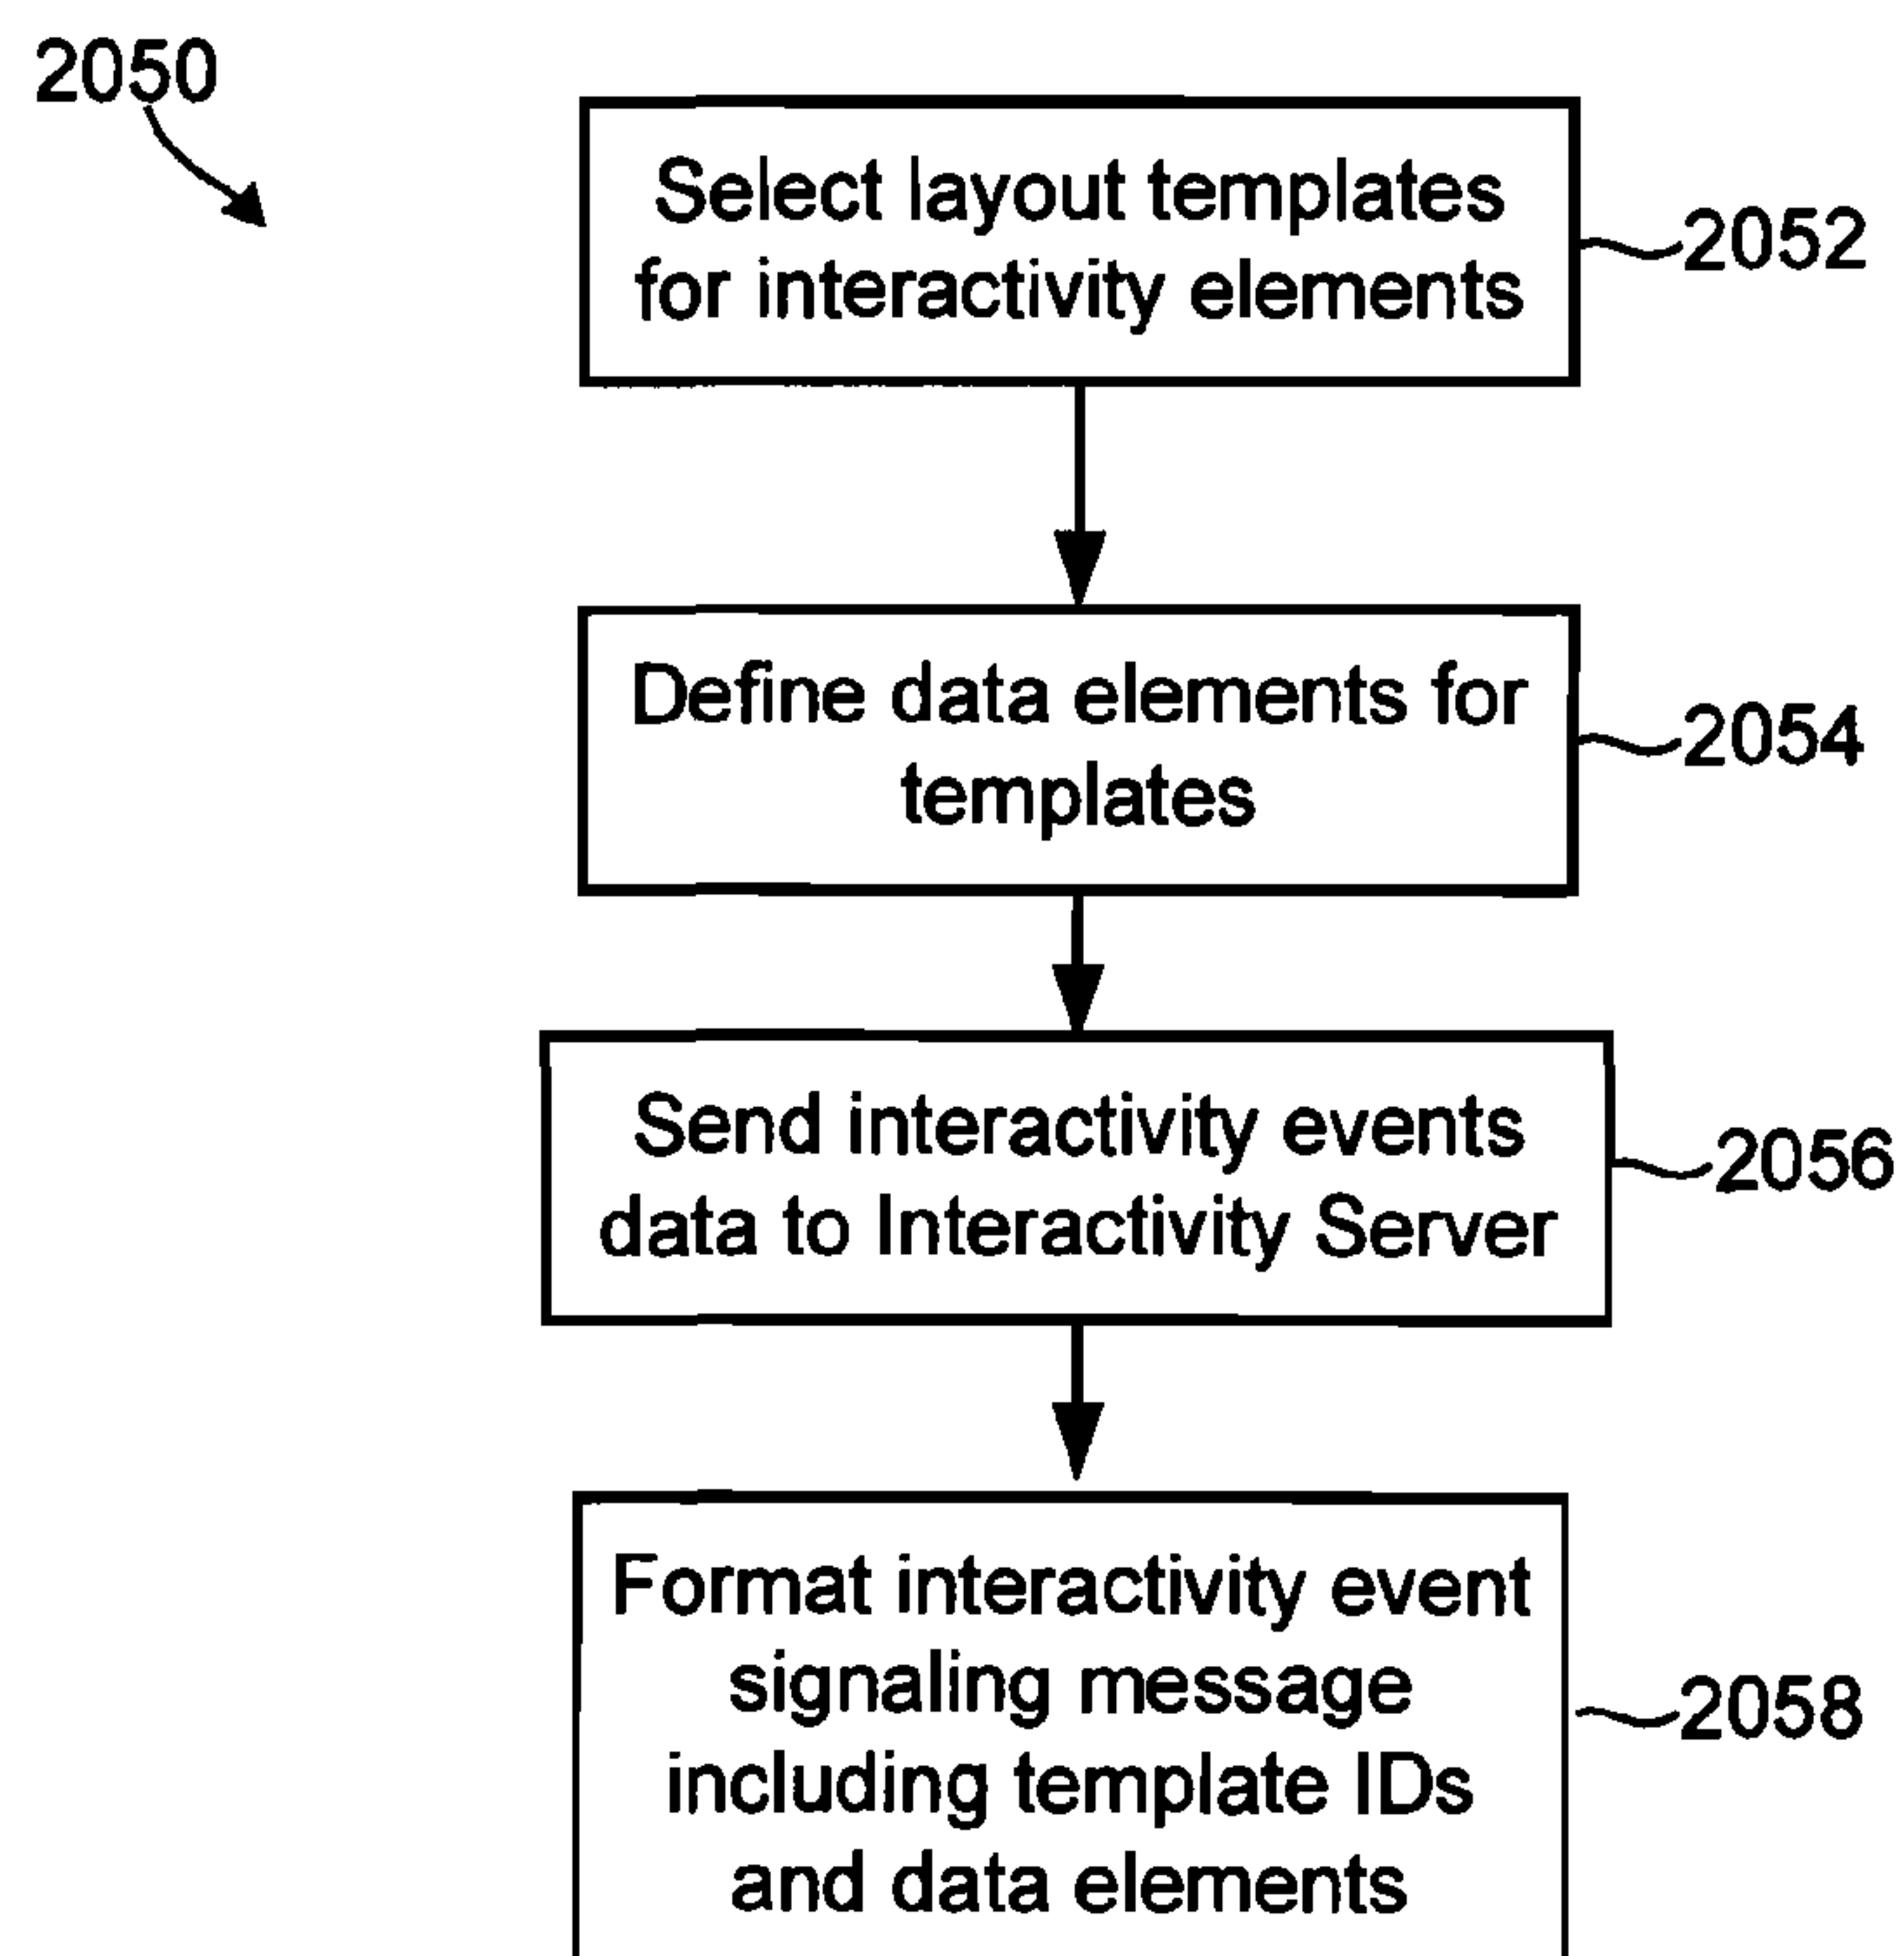 2050
Select layout templates
for interactivity elements
2052
Define data elements for
templates
2054
Send interactivity events
data to Interactivity Server
2056
Format interactivity event
signaling message
including template IDs
and data elements
2058